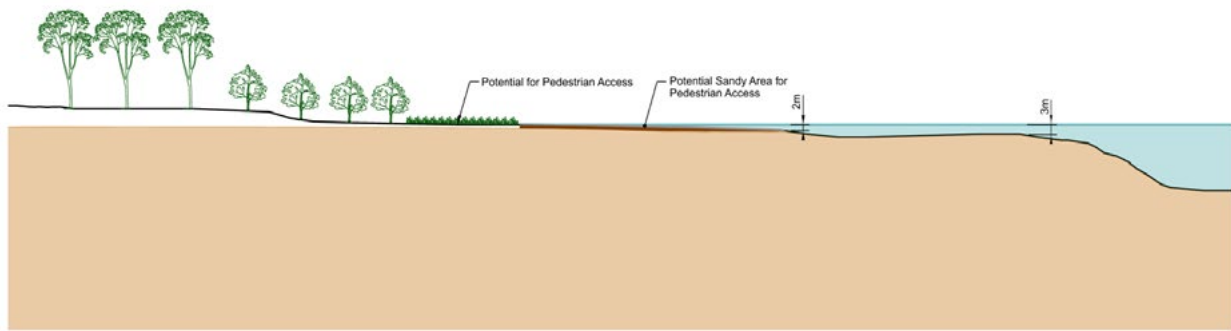 Potential for Pedestrian Access
Potential Sandy Area for
Pedestrian Access
2m
3m